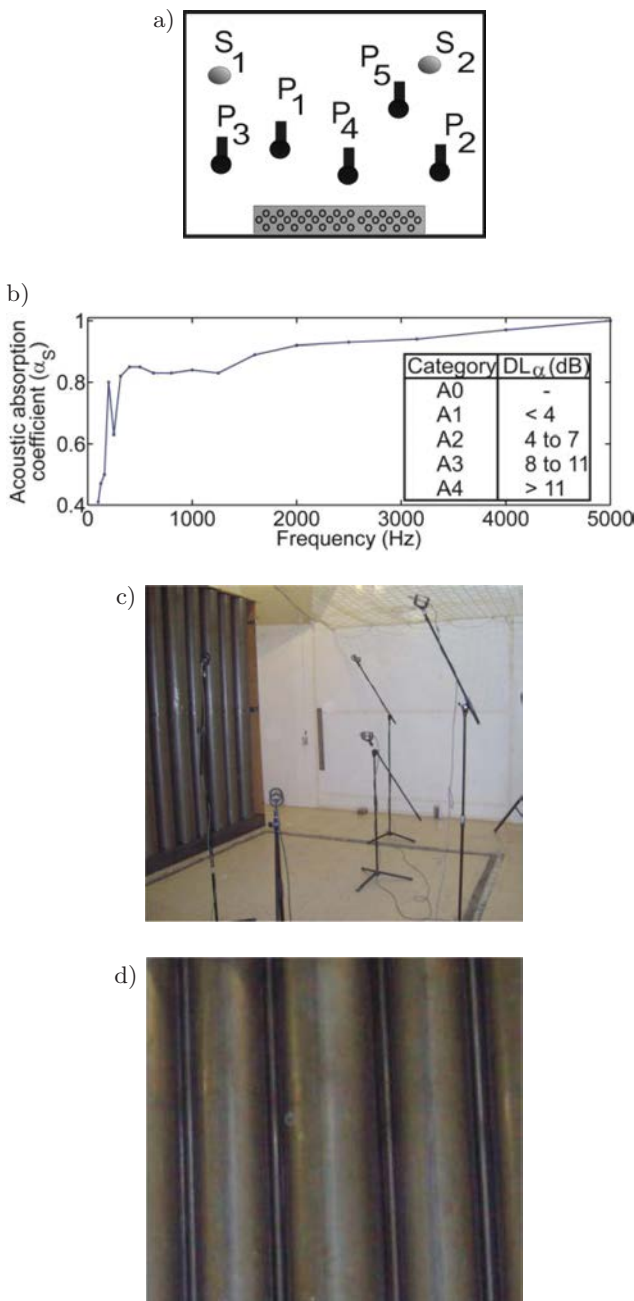 a)
S1
S2
P5
P1
P3
P4
P2
b)
Acoustic absorption
coefficient (αS)
1
0.8
0.6
0.4
0
1000
2000
3000
4000
5000
Frequency (Hz)
Category DLα (dB)
A0 -
A1 < 4
A2 4 to 7
A3 8 to 11
A4 > 11
c)
d)